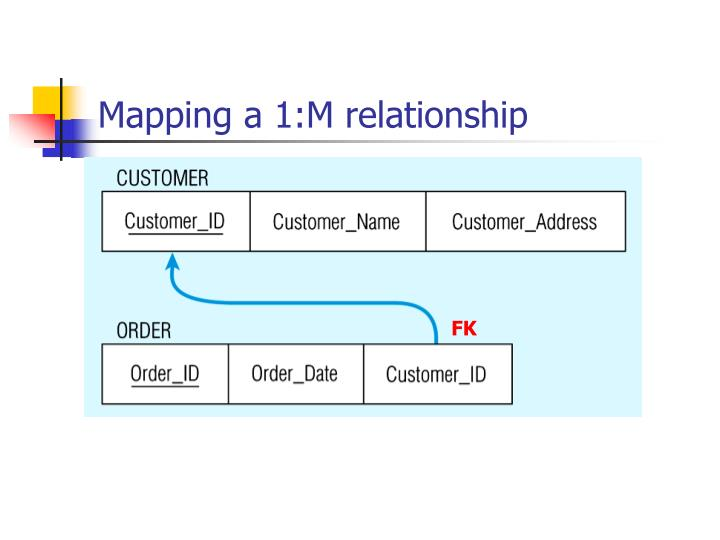 Mapping a 1:M relationship
CUSTOMER
Customer_ID Customer_Name Customer_Address
FK
ORDER
Order_ID Order_Date Customer_ID